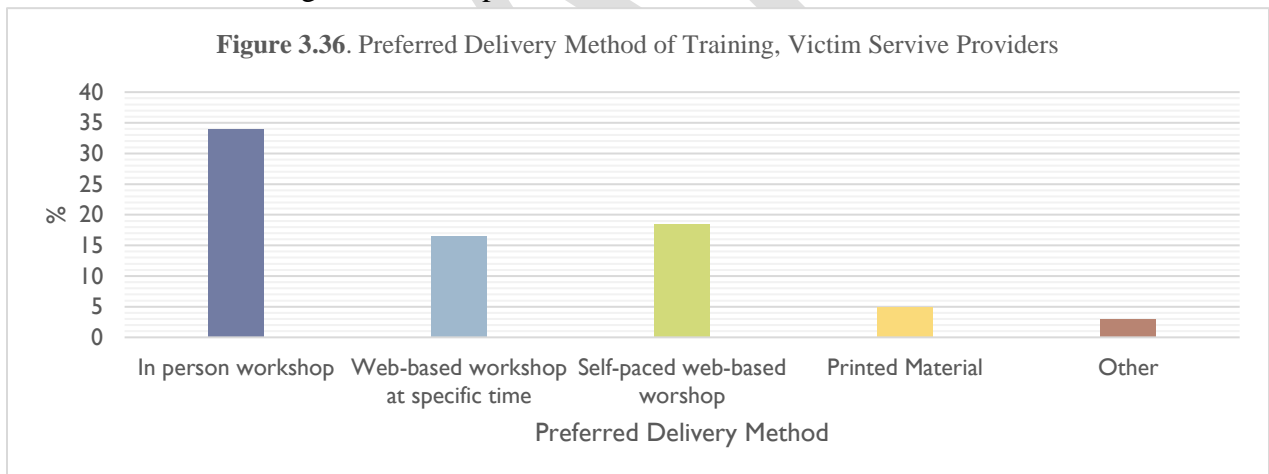 Figure 3.36. Preferred Delivery Method of Training, Victim Servive Providers
40
35
30
25
20
15
10
5
0
%
In person workshop
Web-based workshop
at specific time
Self-paced web-based
worshop
Printed Material
Other
Preferred Delivery Method